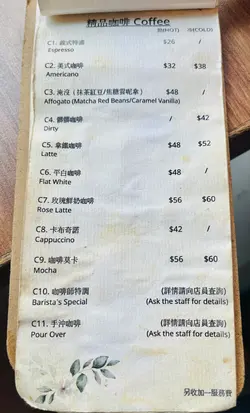 精品咖啡 Coffee
熱(HOT) 凍(COLD)
C1. 義式特濃 $26 /
Espresso
C2. 美式咖啡 $32 $38
Americano
C3. 淹沒 ( 抹茶紅豆/焦糖雲呢拿 ) $48 /
Affogato (Matcha Red Beans/Caramel Vanilla)
C4. 髒髒咖啡 / $42
Dirty
C5. 拿鐵咖啡 $48 $52
Latte
C6. 平白咖啡 $48 /
Flat White
C7. 玫瑰鮮奶咖啡 $56 $60
Rose Latte
C8. 卡布奇諾 $42 /
Cappuccino
C9. 咖啡莫卡 $56 $60
Mocha
C10. 咖啡師特調 (詳情請向店員查詢)
Barista's Special (Ask the staff for details)
C11. 手沖咖啡 (詳情請向店員查詢)
Pour Over (Ask the staff for details)
另收加一服務費